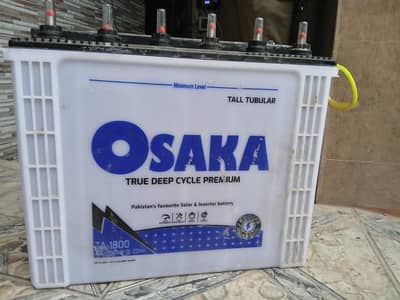 Minimum Level
TALL TUBULAR
OSAKA
TRUE DEEP CYCLE PREMIUM
Pakistan's favourite Solar & Inverter battery
TA-1800